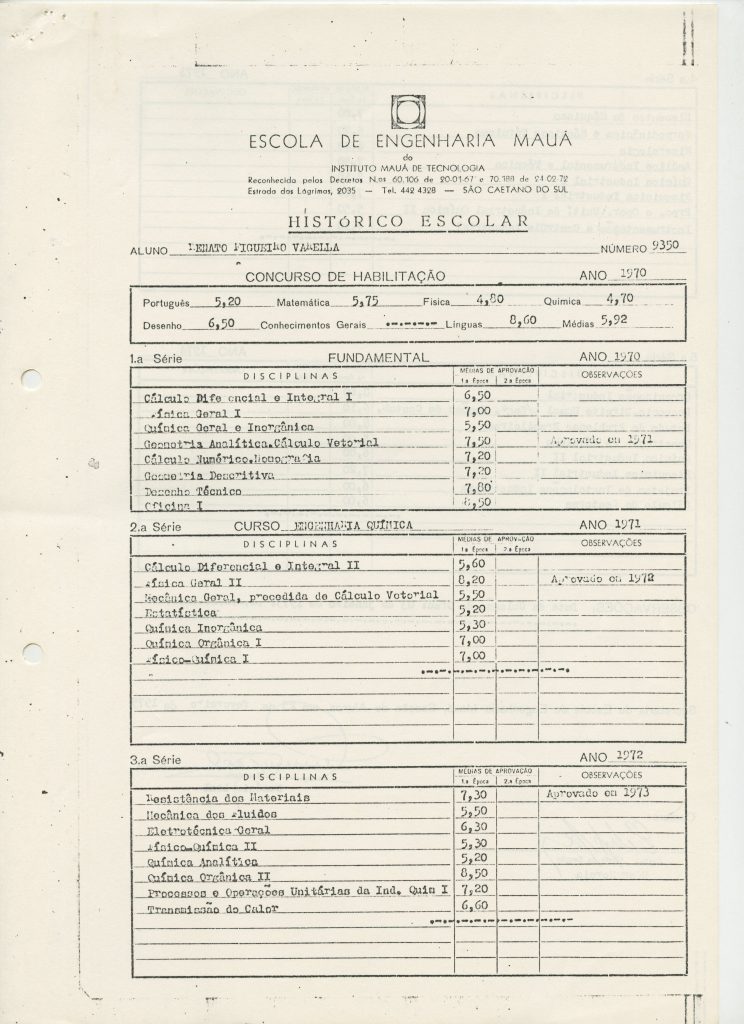 ESCOLA DE ENGENHARIA MAUÁ
do
INSTITUTO MAUÁ DE TECNOLOGIA
Reconhecida pelos Decretos N.os 60.106 de 20-01-67 e 70.188 de 24-02-72
Estrada das Lágrimas, 2035 — Tel. 442 4328 — SÃO CAETANO DO SUL
HISTÓRICO ESCOLAR
ALUNO RENATO FIGUEIRO VARELLA NÚMERO 9350
CONCURSO DE HABILITAÇÃO ANO 1970
Português 5,20 Matemática 5,75 Física 4,80 Química 4,70
Desenho 6,50 Conhecimentos Gerais Línguas 8,60 Médias 5,92
1.a Série FUNDAMENTAL ANO 1970
DISCIPLINAS MÉDIAS DE APROVAÇÃO OBSERVAÇÕES
1.a Época 2.a Época
Cálculo Diferencial e Integral I 6,50
Física Geral I 7,00
Química Geral e Inorgânica 5,50
Geometria Analítica.Cálculo Vetorial 7,50 Aprovado em 1971
Cálculo Numérico.Nomografia 7,20
Geometria Descritiva 7,20
Desenho Técnico 7,80
Oficina I 8,50
2.a Série CURSO ENGENHARIA QUÍMICA ANO 1971
DISCIPLINAS MÉDIAS DE APROVAÇÃO OBSERVAÇÕES
1.a Época 2.a Época
Cálculo Diferencial e Integral II 5,60
Física Geral II 8,20 Aprovado em 1972
Mecânica Geral, precedida de Cálculo Vetorial 5,50
Estatística 5,20
Química Inorgânica 5,30
Química Orgânica I 7,00
Físico-Química I 7,00
3.a Série ANO 1972
DISCIPLINAS MÉDIAS DE APROVAÇÃO OBSERVAÇÕES
1.a Época 2.a Época
Resistência dos Materiais 7,30 Aprovado em 1973
Mecânica dos Fluidos 5,50
Eletrotécnica Geral 6,30
Físico-Química II 5,30
Química Analítica 5,20
Química Orgânica II 8,50
Processos e Operações Unitárias da Ind. Quim I 7,20
Transmissão do Calor 6,60